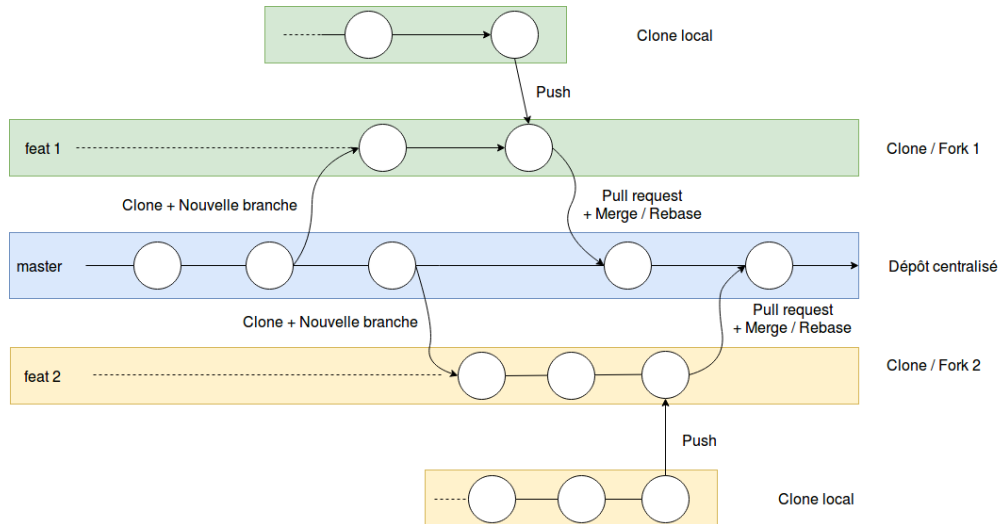 Clone local
Push
feat 1
Clone / Fork 1
Clone + Nouvelle branche
Pull request
+ Merge / Rebase
master
Dépôt centralisé
Clone + Nouvelle branche
Pull request
+ Merge / Rebase
feat 2
Clone / Fork 2
Push
Clone local